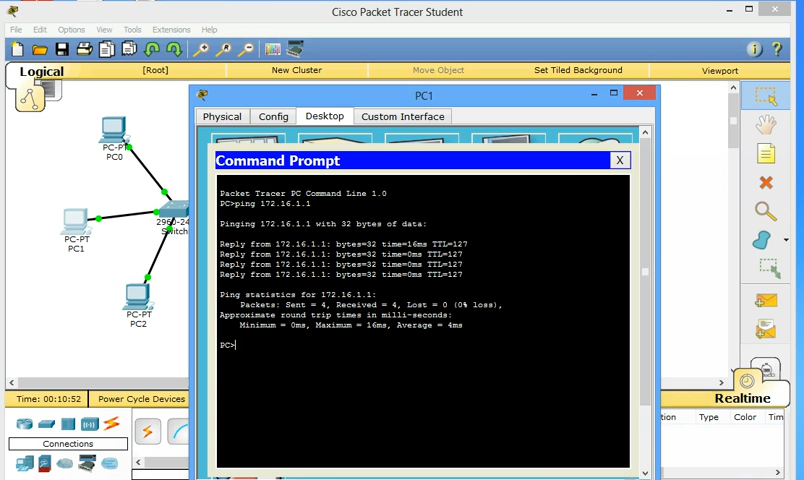 Cisco Packet Tracer Student
File Edit Options View Tools Extensions Help
Logical [Root] New Cluster Move Object Set Tiled Background Viewport
PC1
Physical Config Desktop Custom Interface
Command Prompt X
Packet Tracer PC Command Line 1.0
PC>ping 172.16.1.1
Pinging 172.16.1.1 with 32 bytes of data:
Reply from 172.16.1.1: bytes=32 time=16ms TTL=127
Reply from 172.16.1.1: bytes=32 time=0ms TTL=127
Reply from 172.16.1.1: bytes=32 time=0ms TTL=127
Reply from 172.16.1.1: bytes=32 time=0ms TTL=127
Ping statistics for 172.16.1.1:
Packets: Sent = 4, Received = 4, Lost = 0 (0% loss),
Approximate round trip times in milli-seconds:
Minimum = 0ms, Maximum = 16ms, Average = 4ms
PC>
PC-PT
PC0
2960-24
Switch
PC-PT
PC1
PC-PT
PC2
Time: 00:10:52 Power Cycle Devices Realtime
Connections
tion Type Color Tim